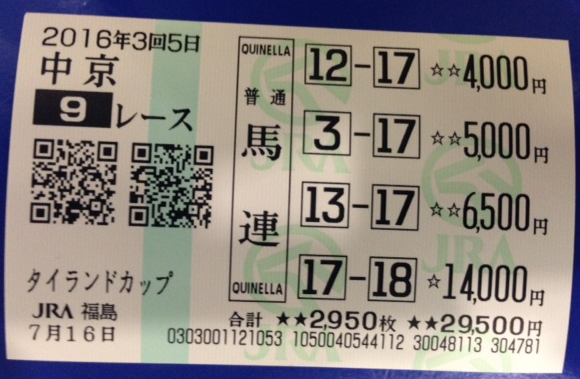 2016年3回5日
中京
9レース
タイランドカップ
JRA 福島
7月16日
QUINELLA
普通
馬連
QUINELLA
12-17 ☆☆4,000円
3-17 ☆☆5,000円
13-17 ☆☆6,500円
17-18 ☆14,000円
合計 ★★2,950枚 ★★29,500円
0303001121053 1050040544112 30048113 304781
JRA
JRA